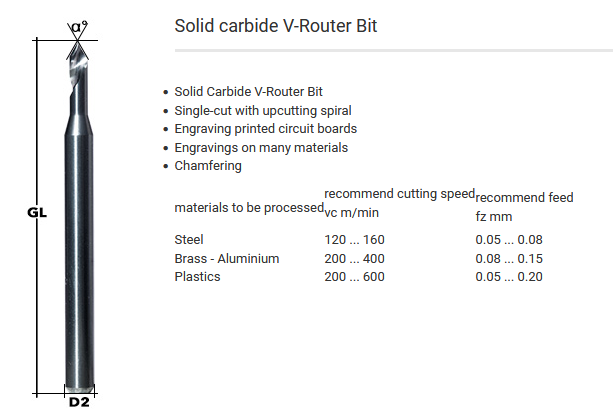 α°
Solid carbide V-Router Bit
Solid Carbide V-Router Bit
Single-cut with upcutting spiral
Engraving printed circuit boards
Engravings on many materials
Chamfering
materials to be processed recommend cutting speed vc m/min recommend feed fz mm
Steel 120 ... 160 0.05 ... 0.08
Brass - Aluminium 200 ... 400 0.08 ... 0.15
Plastics 200 ... 600 0.05 ... 0.20
GL
D2